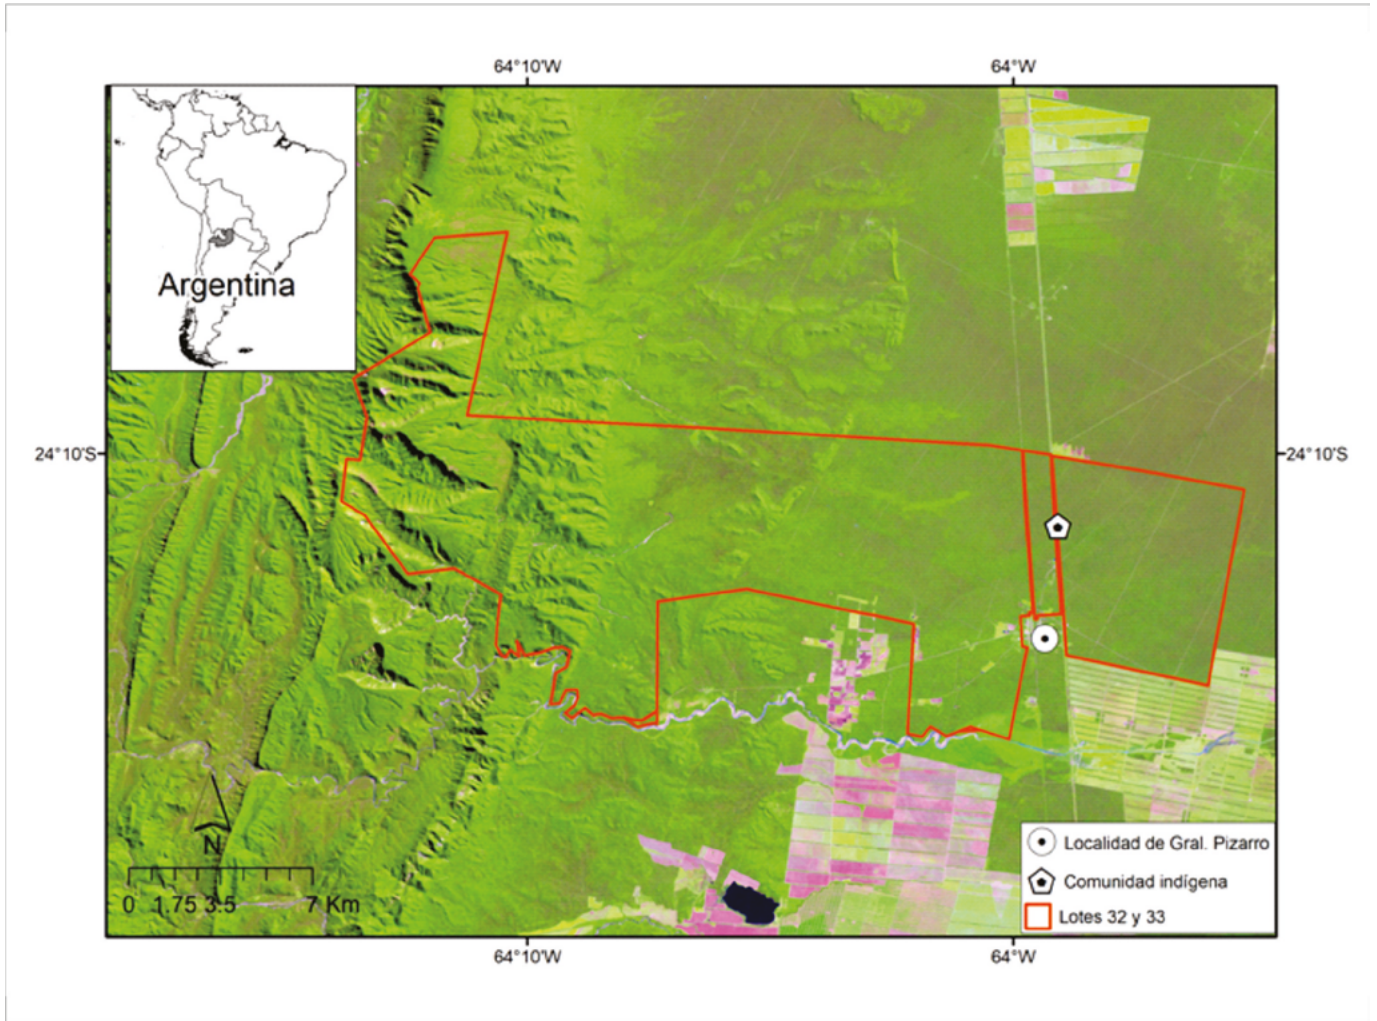 64°10'W
64°W
Argentina
24°10'S
24°10'S
N
0 1.75 3.5 7 Km
Localidad de Gral. Pizarro
Comunidad indígena
Lotes 32 y 33
64°10'W
64°W